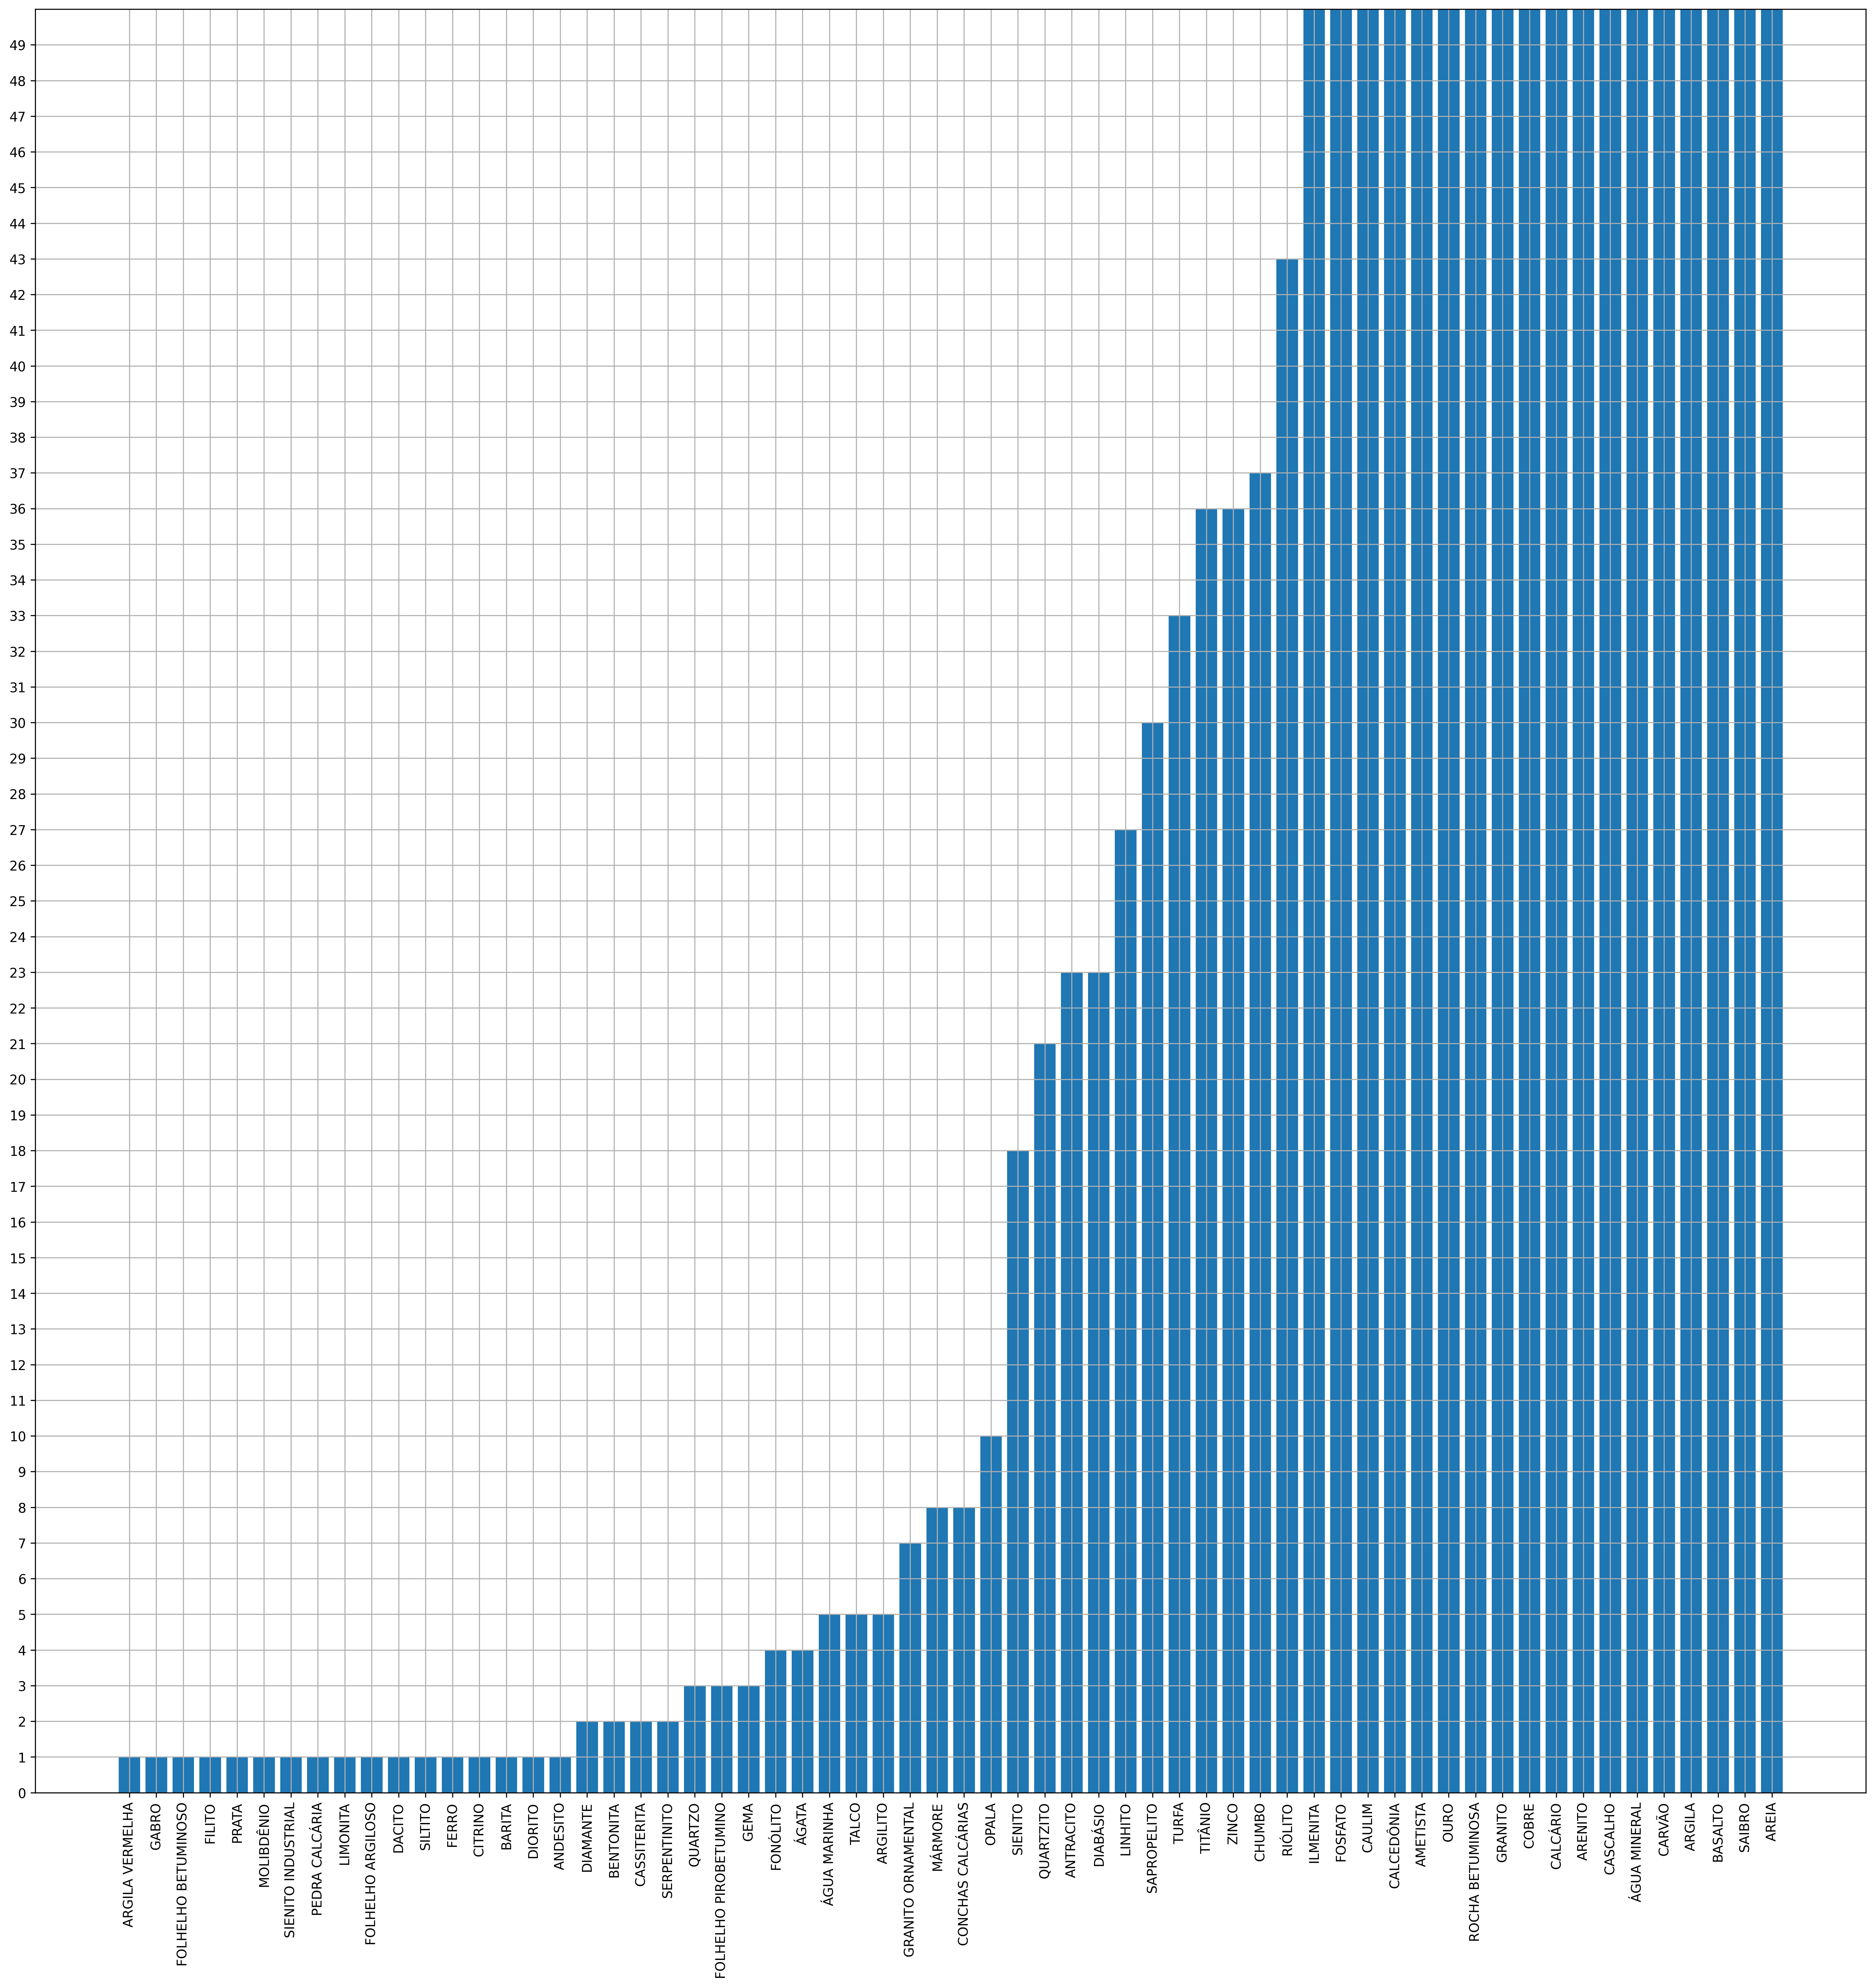 49
48
47
46
45
44
43
42
41
40
39
38
37
36
35
34
33
32
31
30
29
28
27
26
25
24
23
22
21
20
19
18
17
16
15
14
13
12
11
10
9
8
7
6
5
4
3
2
1
0
ARGILA VERMELHA
GABRO
FOLHELHO BETUMINOSO
FILITO
PRATA
MOLIBDÊNIO
SIENITO INDUSTRIAL
PEDRA CALCÁRIA
LIMONITA
FOLHELHO ARGILOSO
DACITO
SILTITO
FERRO
CITRINO
BARITA
DIORITO
ANDESITO
DIAMANTE
BENTONITA
CASSITERITA
SERPENTINITO
QUARTZO
FOLHELHO PIROBETUMINO
GEMA
FONÓLITO
ÁGATA
ÁGUA MARINHA
TALCO
ARGILITO
GRANITO ORNAMENTAL
MÁRMORE
CONCHAS CALCÁRIAS
OPALA
SIENITO
QUARTZITO
ANTRACITO
DIABÁSIO
LINHITO
SAPROPELITO
TURFA
TITÂNIO
ZINCO
CHUMBO
RIÓLITO
ILMENITA
FOSFATO
CAULIM
CALCEDÔNIA
AMETISTA
OURO
ROCHA BETUMINOSA
GRANITO
COBRE
CALCÁRIO
ARENITO
CASCALHO
ÁGUA MINERAL
CARVÃO
ARGILA
BASALTO
SAIBRO
AREIA